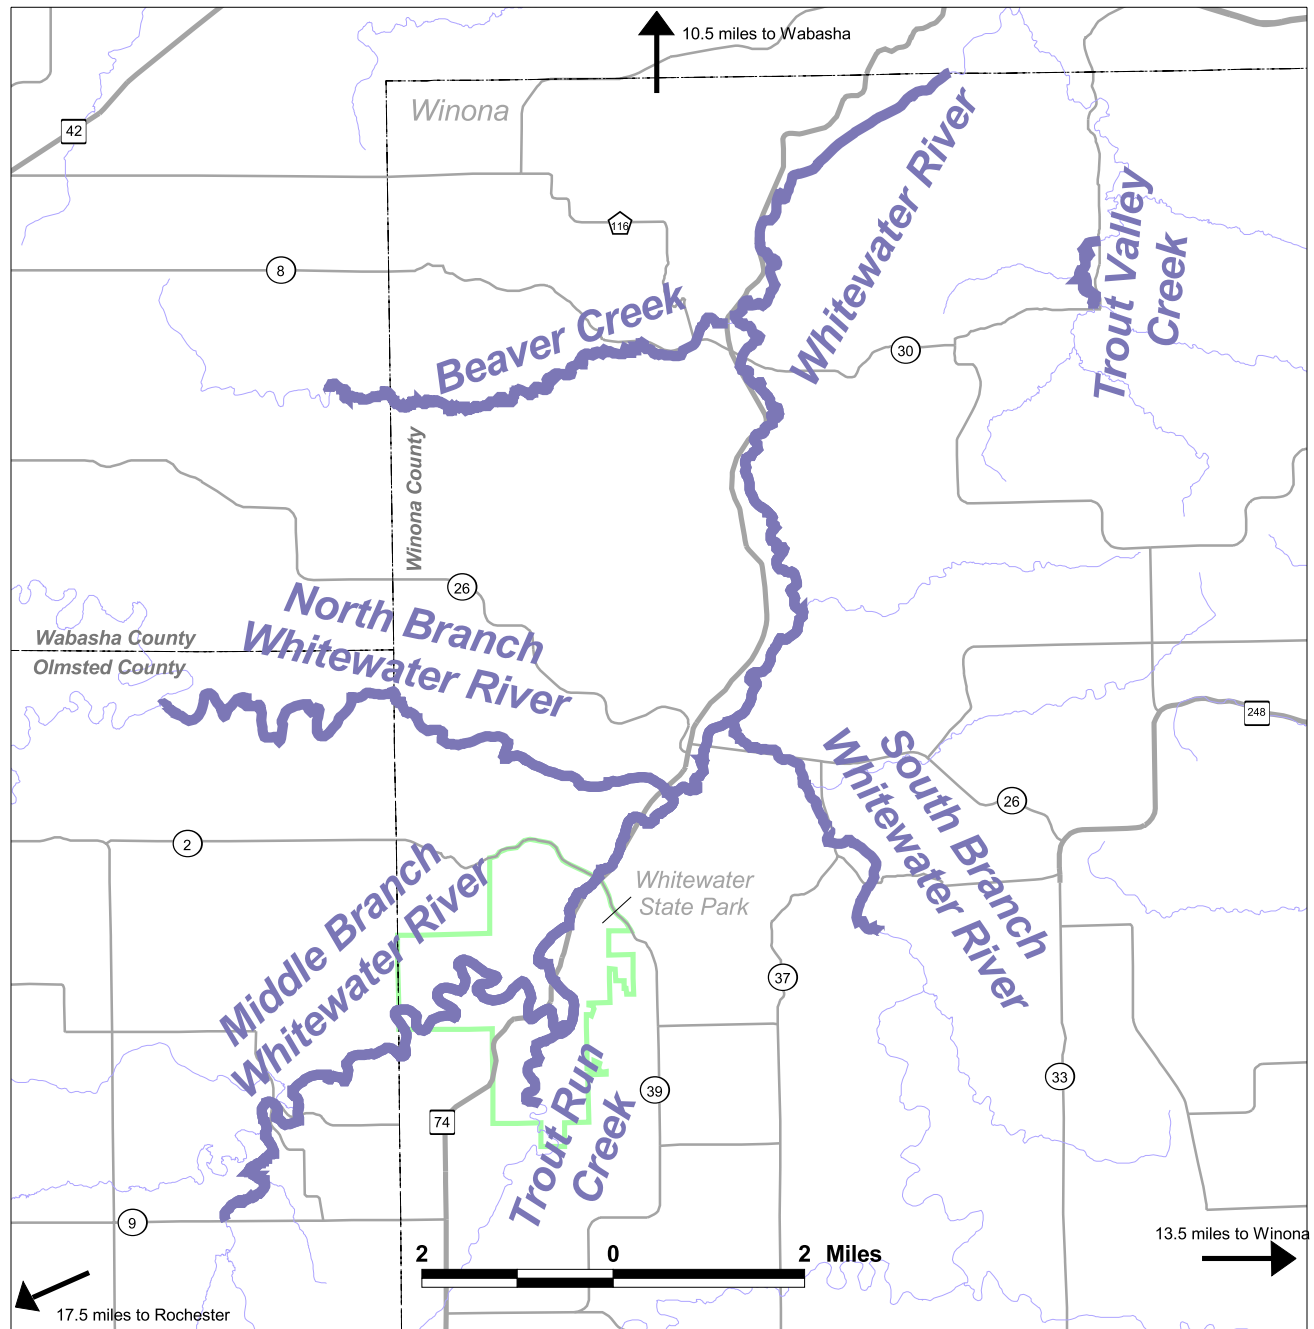 10.5 miles to Wabasha
Winona
42
116
8
Whitewater River
Trout Valley
Creek
Beaver Creek
30
Winona County
26
North Branch
Whitewater River
Wabasha County
Olmsted County
248
South Branch
Whitewater River
26
2
Middle Branch
Whitewater River
Whitewater
State Park
37
39
33
74
Trout Run
Creek
9
13.5 miles to Winona
2 0 2 Miles
17.5 miles to Rochester